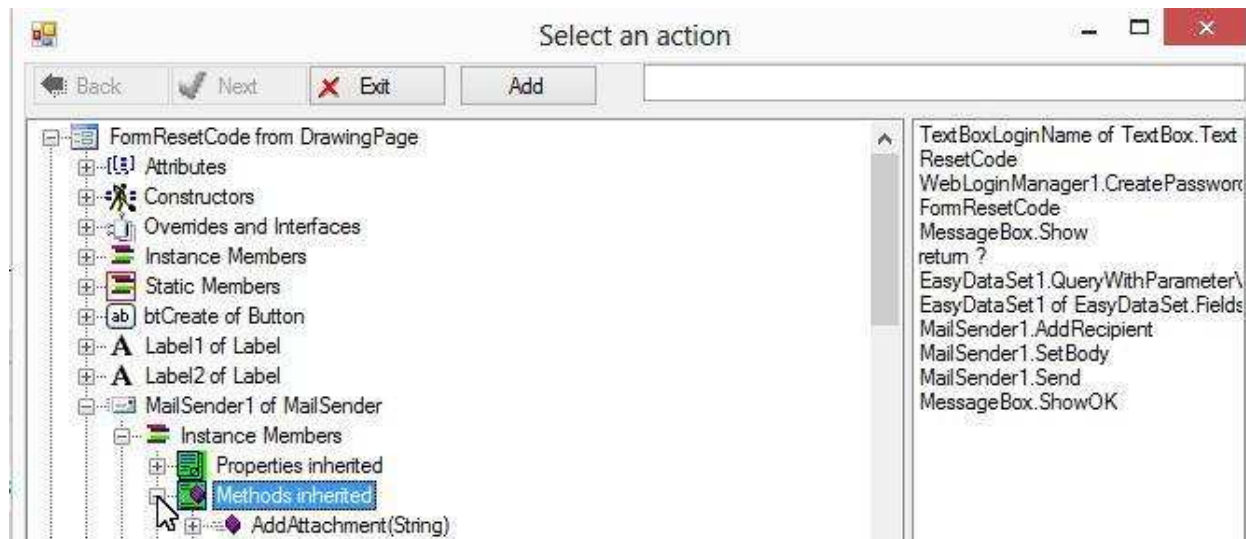 Select an action
Back Next Exit Add
FormResetCode from DrawingPage
Attributes
Constructors
Overrides and Interfaces
Instance Members
Static Members
ab btCreate of Button
A Label1 of Label
A Label2 of Label
MailSender1 of MailSender
Instance Members
Properties inherited
Methods inherited
AddAttachment(String)
TextBoxLoginName of TextBox.Text
ResetCode
WebLoginManager1.CreatePassword
FormResetCode
MessageBox.Show
return ?
EasyDataSet1.QueryWithParameter\
EasyDataSet1 of EasyDataSet.Fields
MailSender1.AddRecipient
MailSender1.SetBody
MailSender1.Send
MessageBox.ShowOK